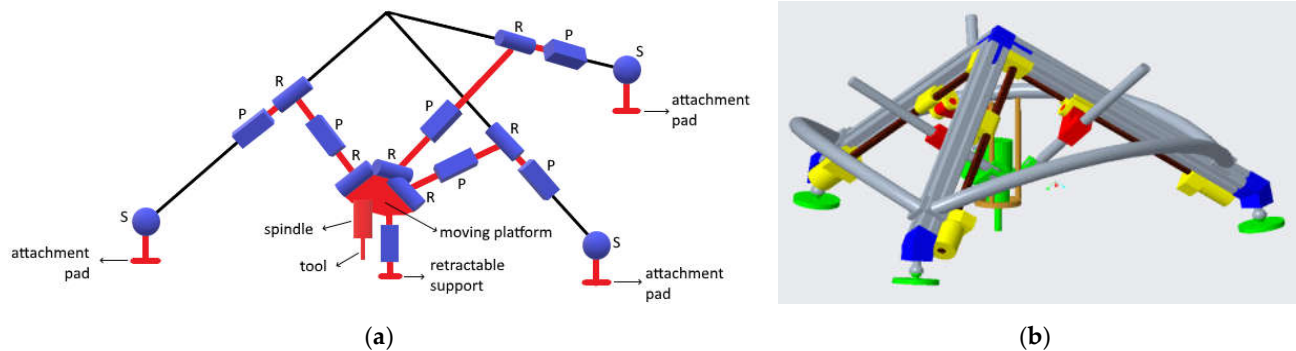 R
P
S
attachment
pad
R
P
P
P
R
P
P
R
R
R
S
attachment
pad
spindle
moving platform
tool
retractable
support
S
attachment
pad
(a)
(b)